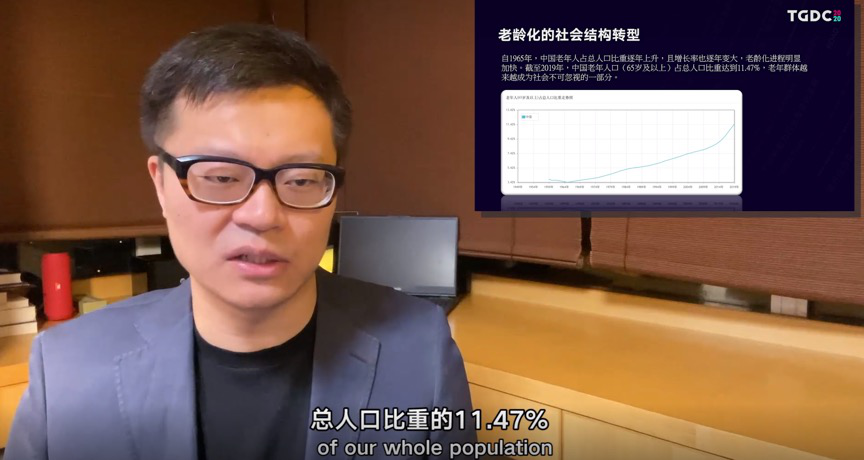 TGDC 2020
老龄化的社会结构转型
自1965年，中国老年人占总人口比重逐年上升，且增长率也逐年变大，老龄化进程明显
加快。截至2019年，中国老年人口（65岁及以上）占总人口比重达到11.47%，老年群体越
来越成为社会不可忽视的一部分。
总人口比重的11.47%
of our whole population